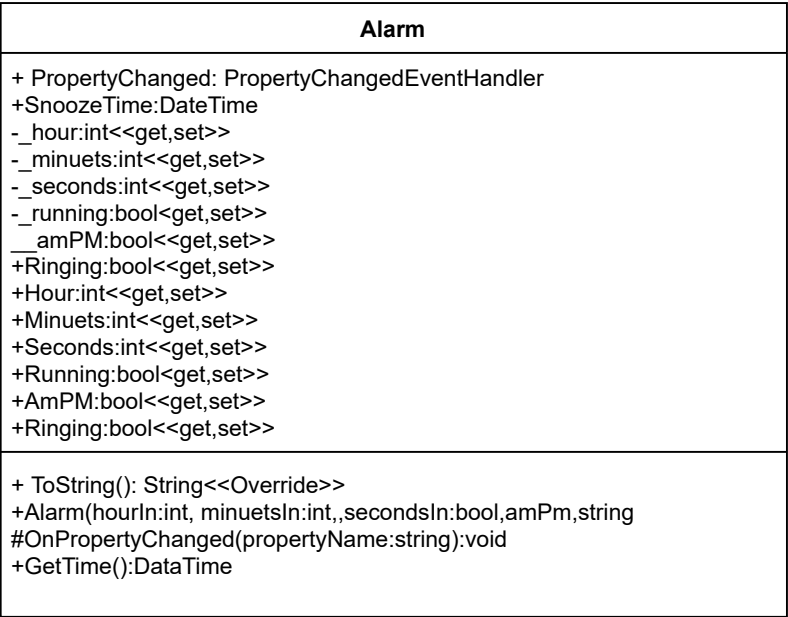 Alarm
+ PropertyChanged: PropertyChangedEventHandler
+SnoozeTime:DateTime
-_hour:int<<get,set>>
-_minuets:int<<get,set>>
-_seconds:int<<get,set>>
-_running:bool<get,set>>
__amPM:bool<<get,set>>
+Ringing:bool<<get,set>>
+Hour:int<<get,set>>
+Minuets:int<<get,set>>
+Seconds:int<<get,set>>
+Running:bool<get,set>>
+AmPM:bool<<get,set>>
+Ringing:bool<<get,set>>
+ ToString(): String<<Override>>
+Alarm(hourIn:int, minuetsIn:int,,secondsIn:bool,amPm,string
#OnPropertyChanged(propertyName:string):void
+GetTime():DataTime